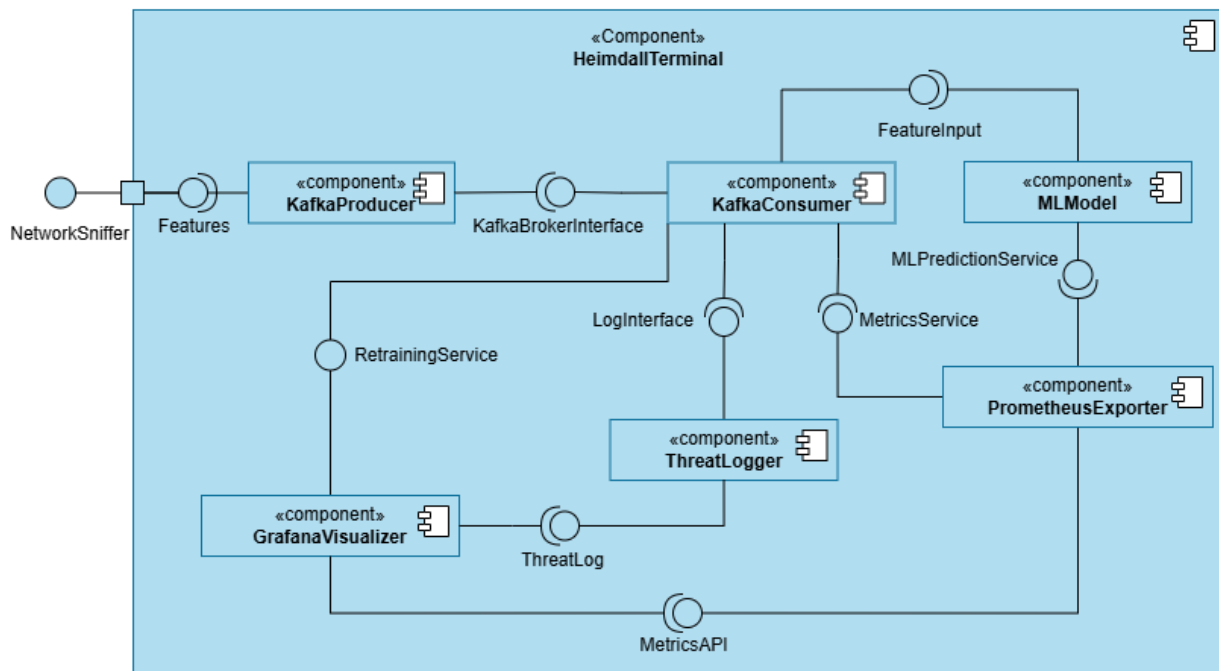 «Component»
HeimdallTerminal
FeatureInput
«component»
KafkaProducer
«component»
KafkaConsumer
«component»
MLModel
NetworkSniffer
Features
KafkaBrokerInterface
MLPredictionService
LogInterface
MetricsService
RetrainingService
«component»
PrometheusExporter
«component»
ThreatLogger
«component»
GrafanaVisualizer
ThreatLog
MetricsAPI